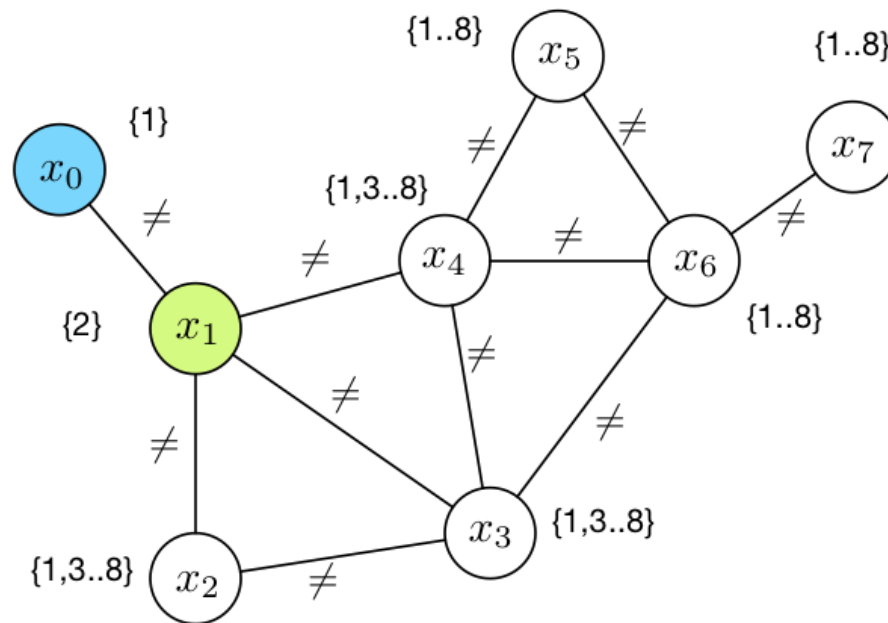 {1..8}
x₅
{1..8}
{1}
≠
x₇
x₀
≠
{1,3..8}
≠
≠
≠
≠
x₄
x₆
{2}
x₁
{1..8}
≠
≠
≠
≠
{1,3..8}
x₃
{1,3..8}
x₂
≠